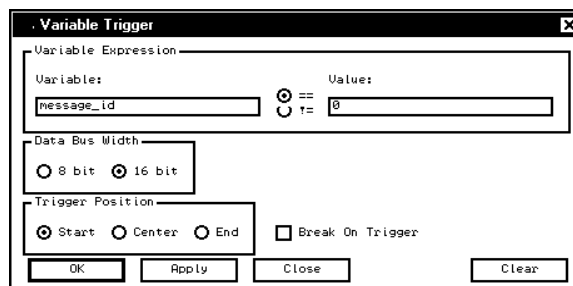 Variable Trigger
Variable Expression
Variable: Value:
message_id == 0
!=
Data Bus Width
8 bit 16 bit
Trigger Position
Start Center End Break On Trigger
OK Apply Close Clear